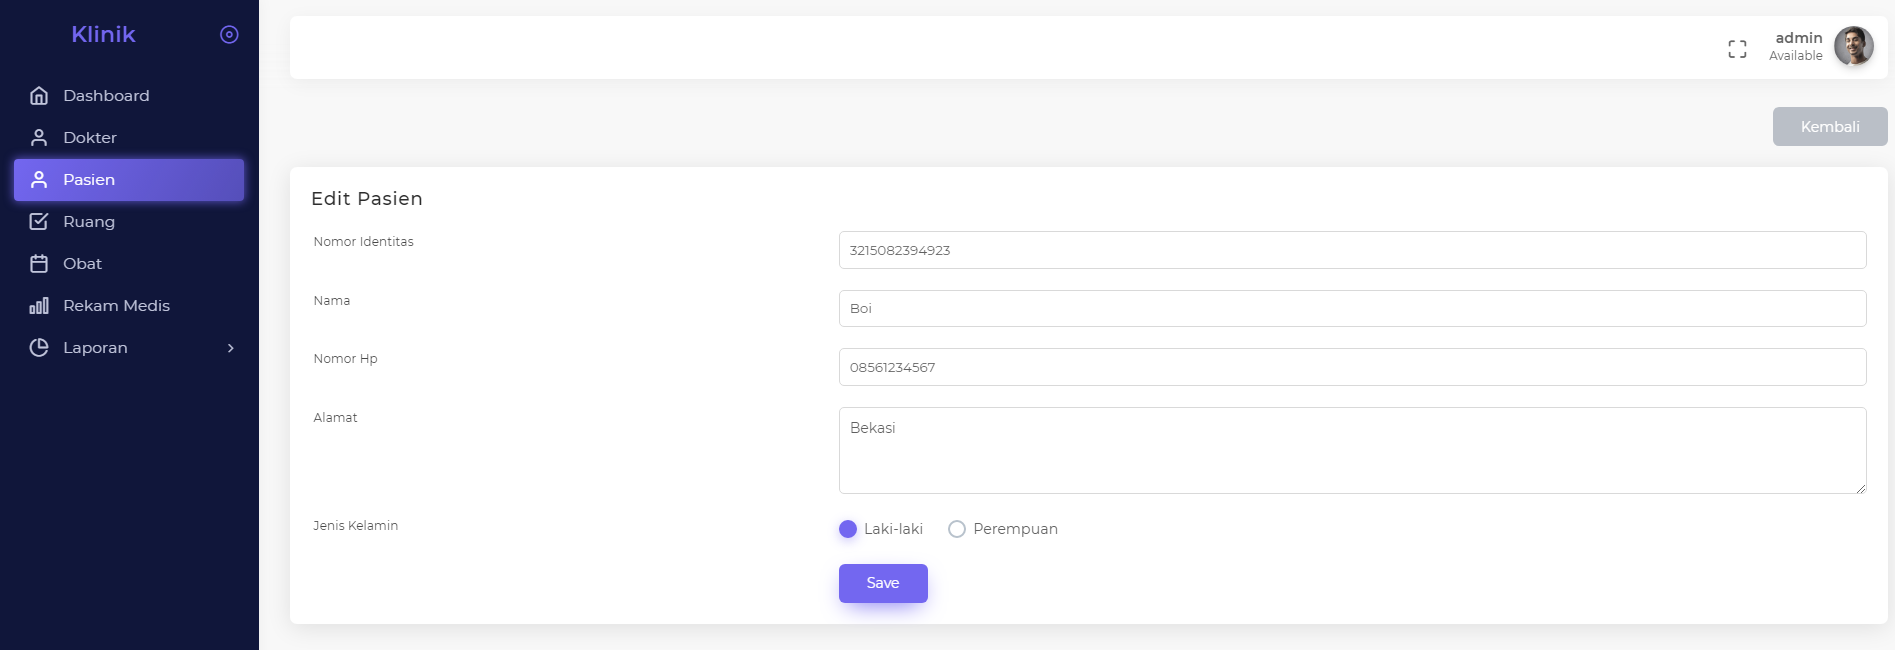 Klinik
Dashboard
Dokter
Pasien
Ruang
Obat
Rekam Medis
Laporan
admin
Available
Kembali
Edit Pasien
Nomor Identitas
3215082394923
Nama
Boi
Nomor Hp
08561234567
Alamat
Bekasi
Jenis Kelamin
Laki-laki
Perempuan
Save